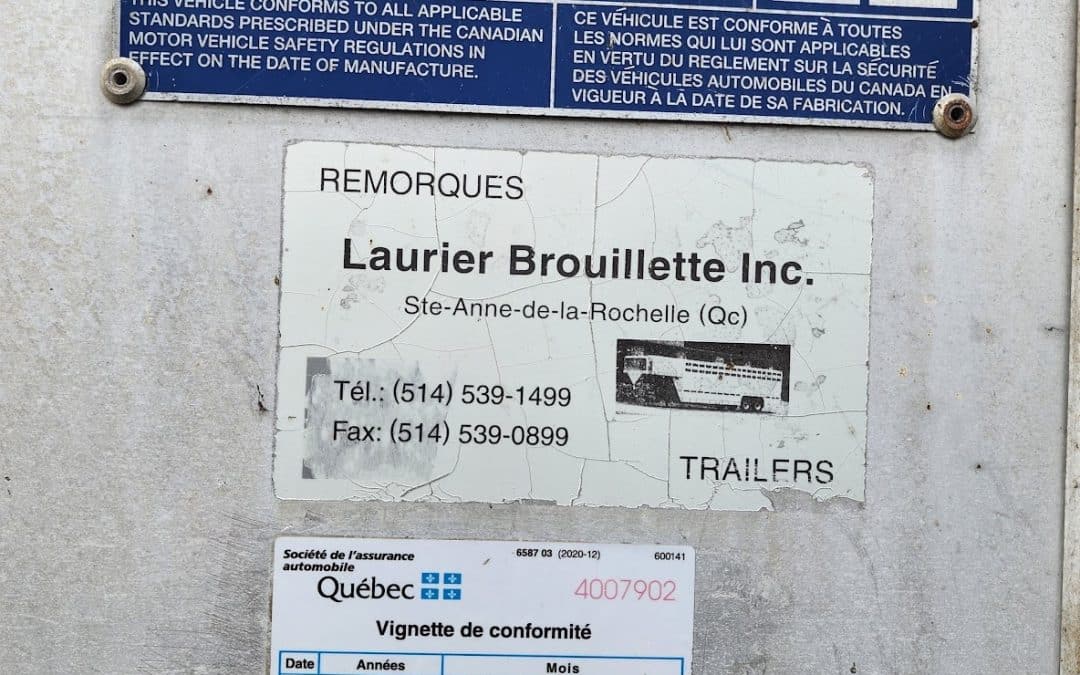 THIS VEHICLE CONFORMS TO ALL APPLICABLE
STANDARDS PRESCRIBED UNDER THE CANADIAN
MOTOR VEHICLE SAFETY REGULATIONS IN
EFFECT ON THE DATE OF MANUFACTURE.
CE VÉHICULE EST CONFORME À TOUTES
LES NORMES QUI LUI SONT APPLICABLES
EN VERTU DU REGLEMENT SUR LA SÉCURITÉ
DES VÉHICULES AUTOMOBILES DU CANADA EN
VIGUEUR À LA DATE DE SA FABRICATION.
REMORQUES
Laurier Brouillette Inc.
Ste-Anne-de-la-Rochelle (Qc)
Tél.: (514) 539-1499
Fax: (514) 539-0899
TRAILERS
Société de l'assurance
automobile
Québec
6587 03 (2020-12)
600141
4007902
Vignette de conformité
Date Années Mois